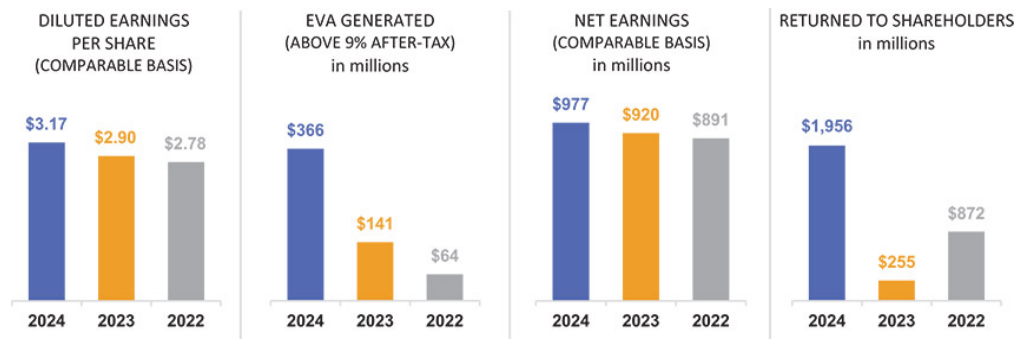 DILUTED EARNINGS
PER SHARE
(COMPARABLE BASIS)
$3.17
$2.90
$2.78
2024 2023 2022
EVA GENERATED
(ABOVE 9% AFTER-TAX)
in millions
$366
$141
$64
2024 2023 2022
NET EARNINGS
(COMPARABLE BASIS)
in millions
$977
$920
$891
2024 2023 2022
RETURNED TO SHAREHOLDERS
in millions
$1,956
$255
$872
2024 2023 2022